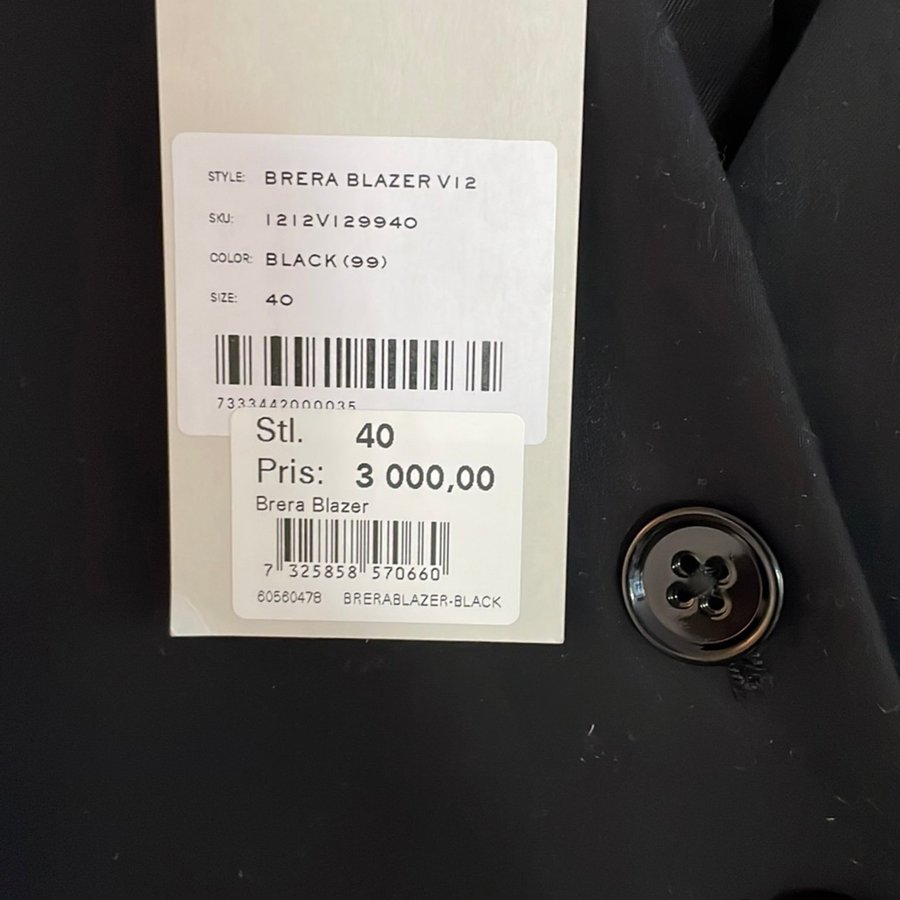 STYLE: BRERA BLAZER V12
SKU: 1212V129940
COLOR: BLACK (99)
SIZE: 40
7333442000035
Stl. 40
Pris: 3 000,00
Brera Blazer
7 325858 570660
60560478 BRERABLAZER-BLACK